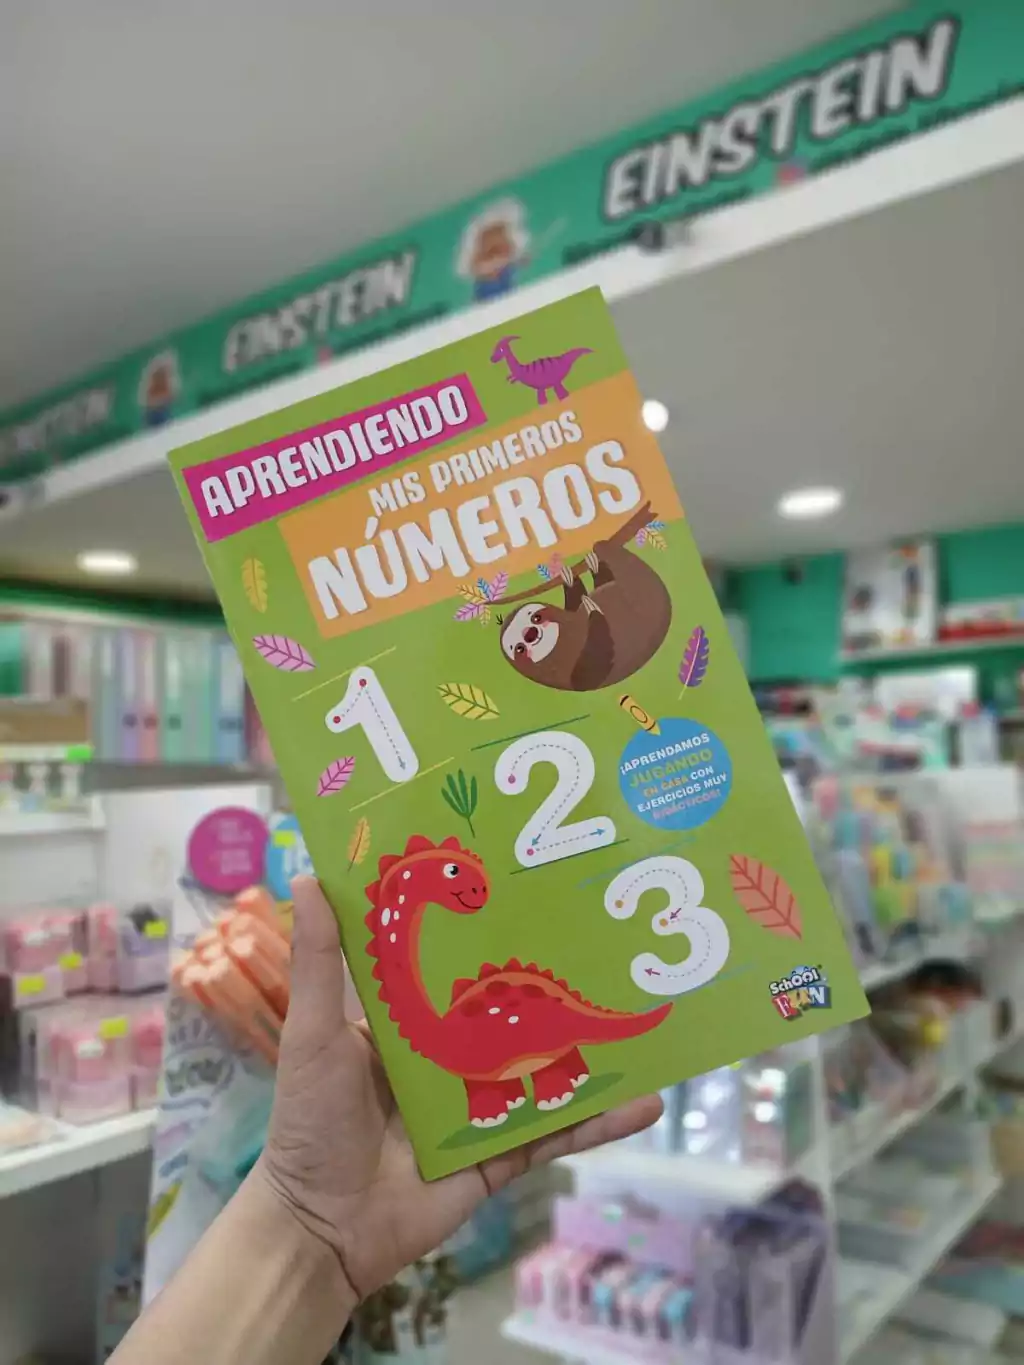 EINSTEIN
EINSTEIN
APRENDIENDO
MIS PRIMEROS
NÚMEROS
1
2
¡APRENDAMOS
JUGANDO
EN CASA CON
EJERCICIOS MUY
DIDÁCTICOS!
3
SCHOOL
FUN